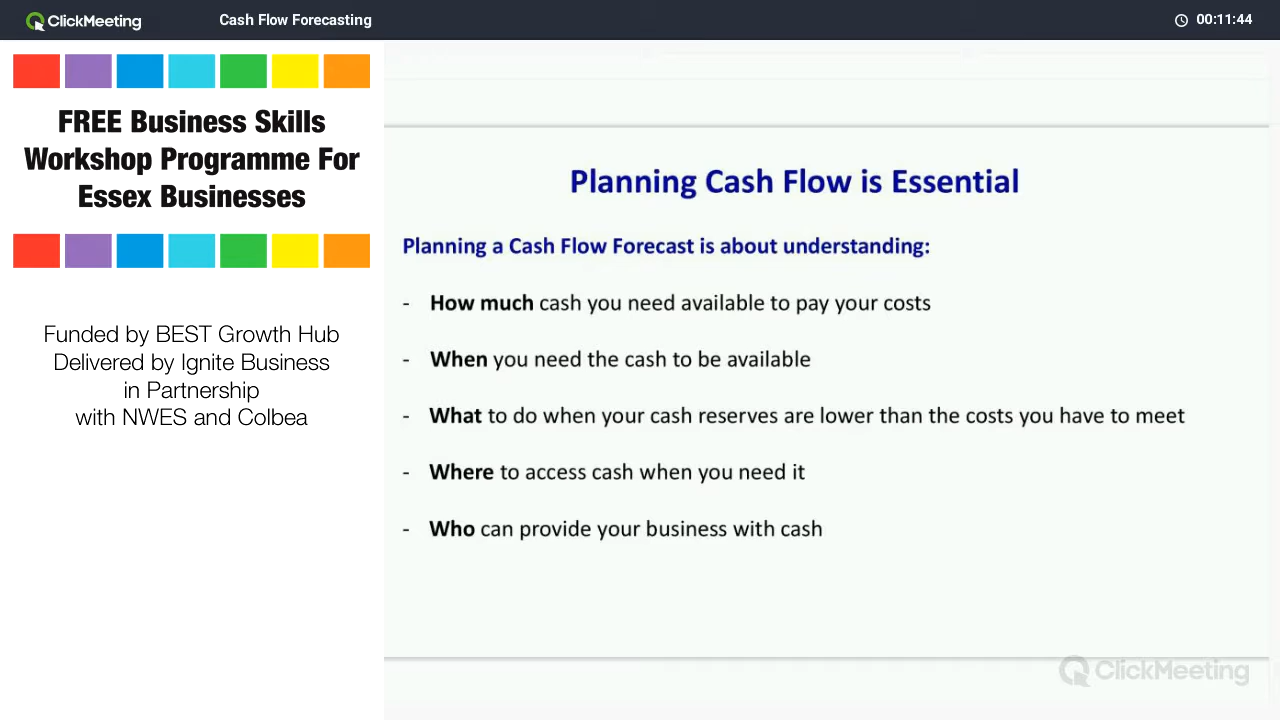 ClickMeeting
Cash Flow Forecasting
00:11:44
FREE Business Skills
Workshop Programme For
Essex Businesses
Funded by BEST Growth Hub
Delivered by Ignite Business
in Partnership
with NWES and Colbea
Planning Cash Flow is Essential
Planning a Cash Flow Forecast is about understanding:
- How much cash you need available to pay your costs
- When you need the cash to be available
- What to do when your cash reserves are lower than the costs you have to meet
- Where to access cash when you need it
- Who can provide your business with cash
ClickMeeting